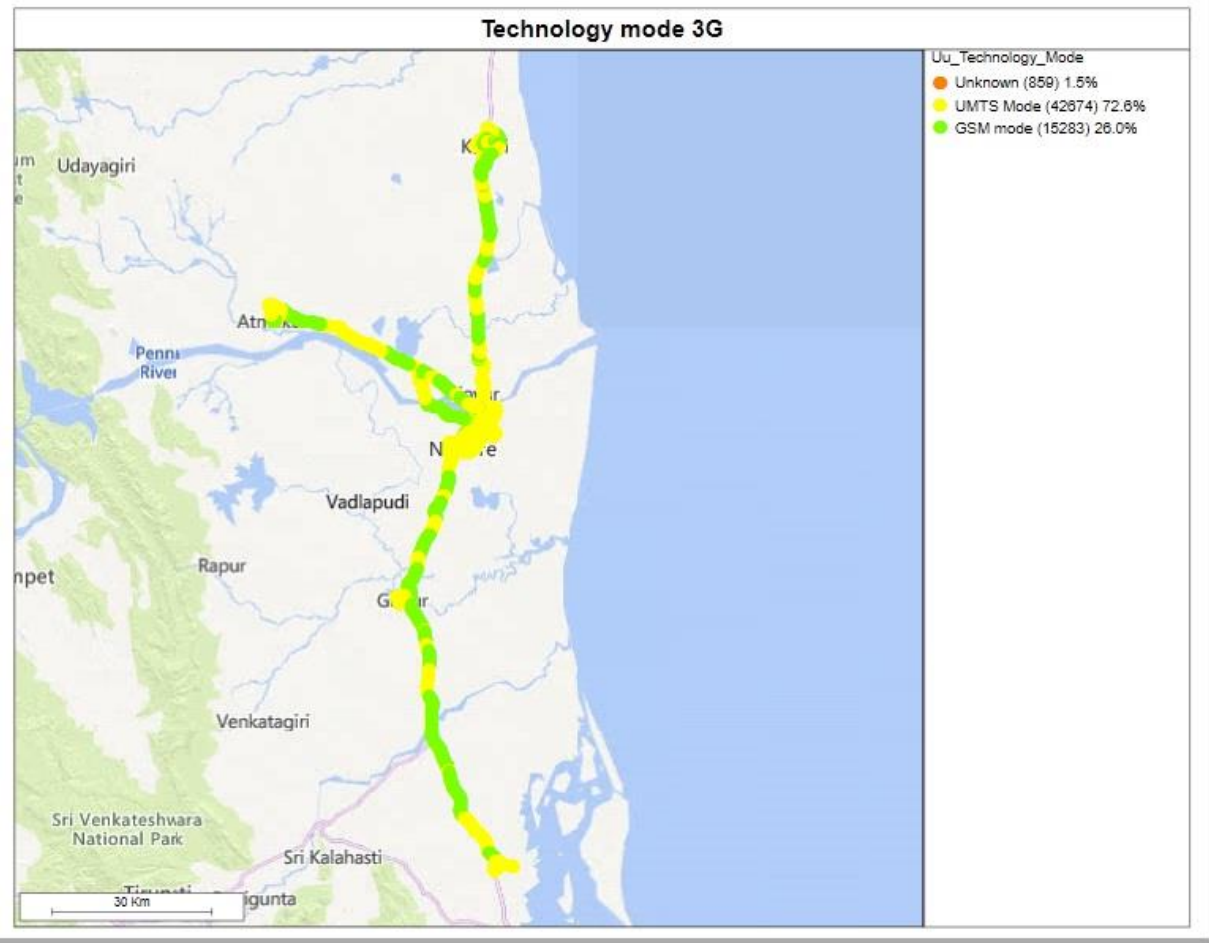 Technology mode 3G
Uu_Technology_Mode
Unknown (859) 1.5%
UMTS Mode (42674) 72.6%
GSM mode (15283) 26.0%
Udayagiri
Penna
River
Vadlapudi
Rapur
Venkatagiri
Sri Venkateshwara
National Park
Sri Kalahasti
30 Km